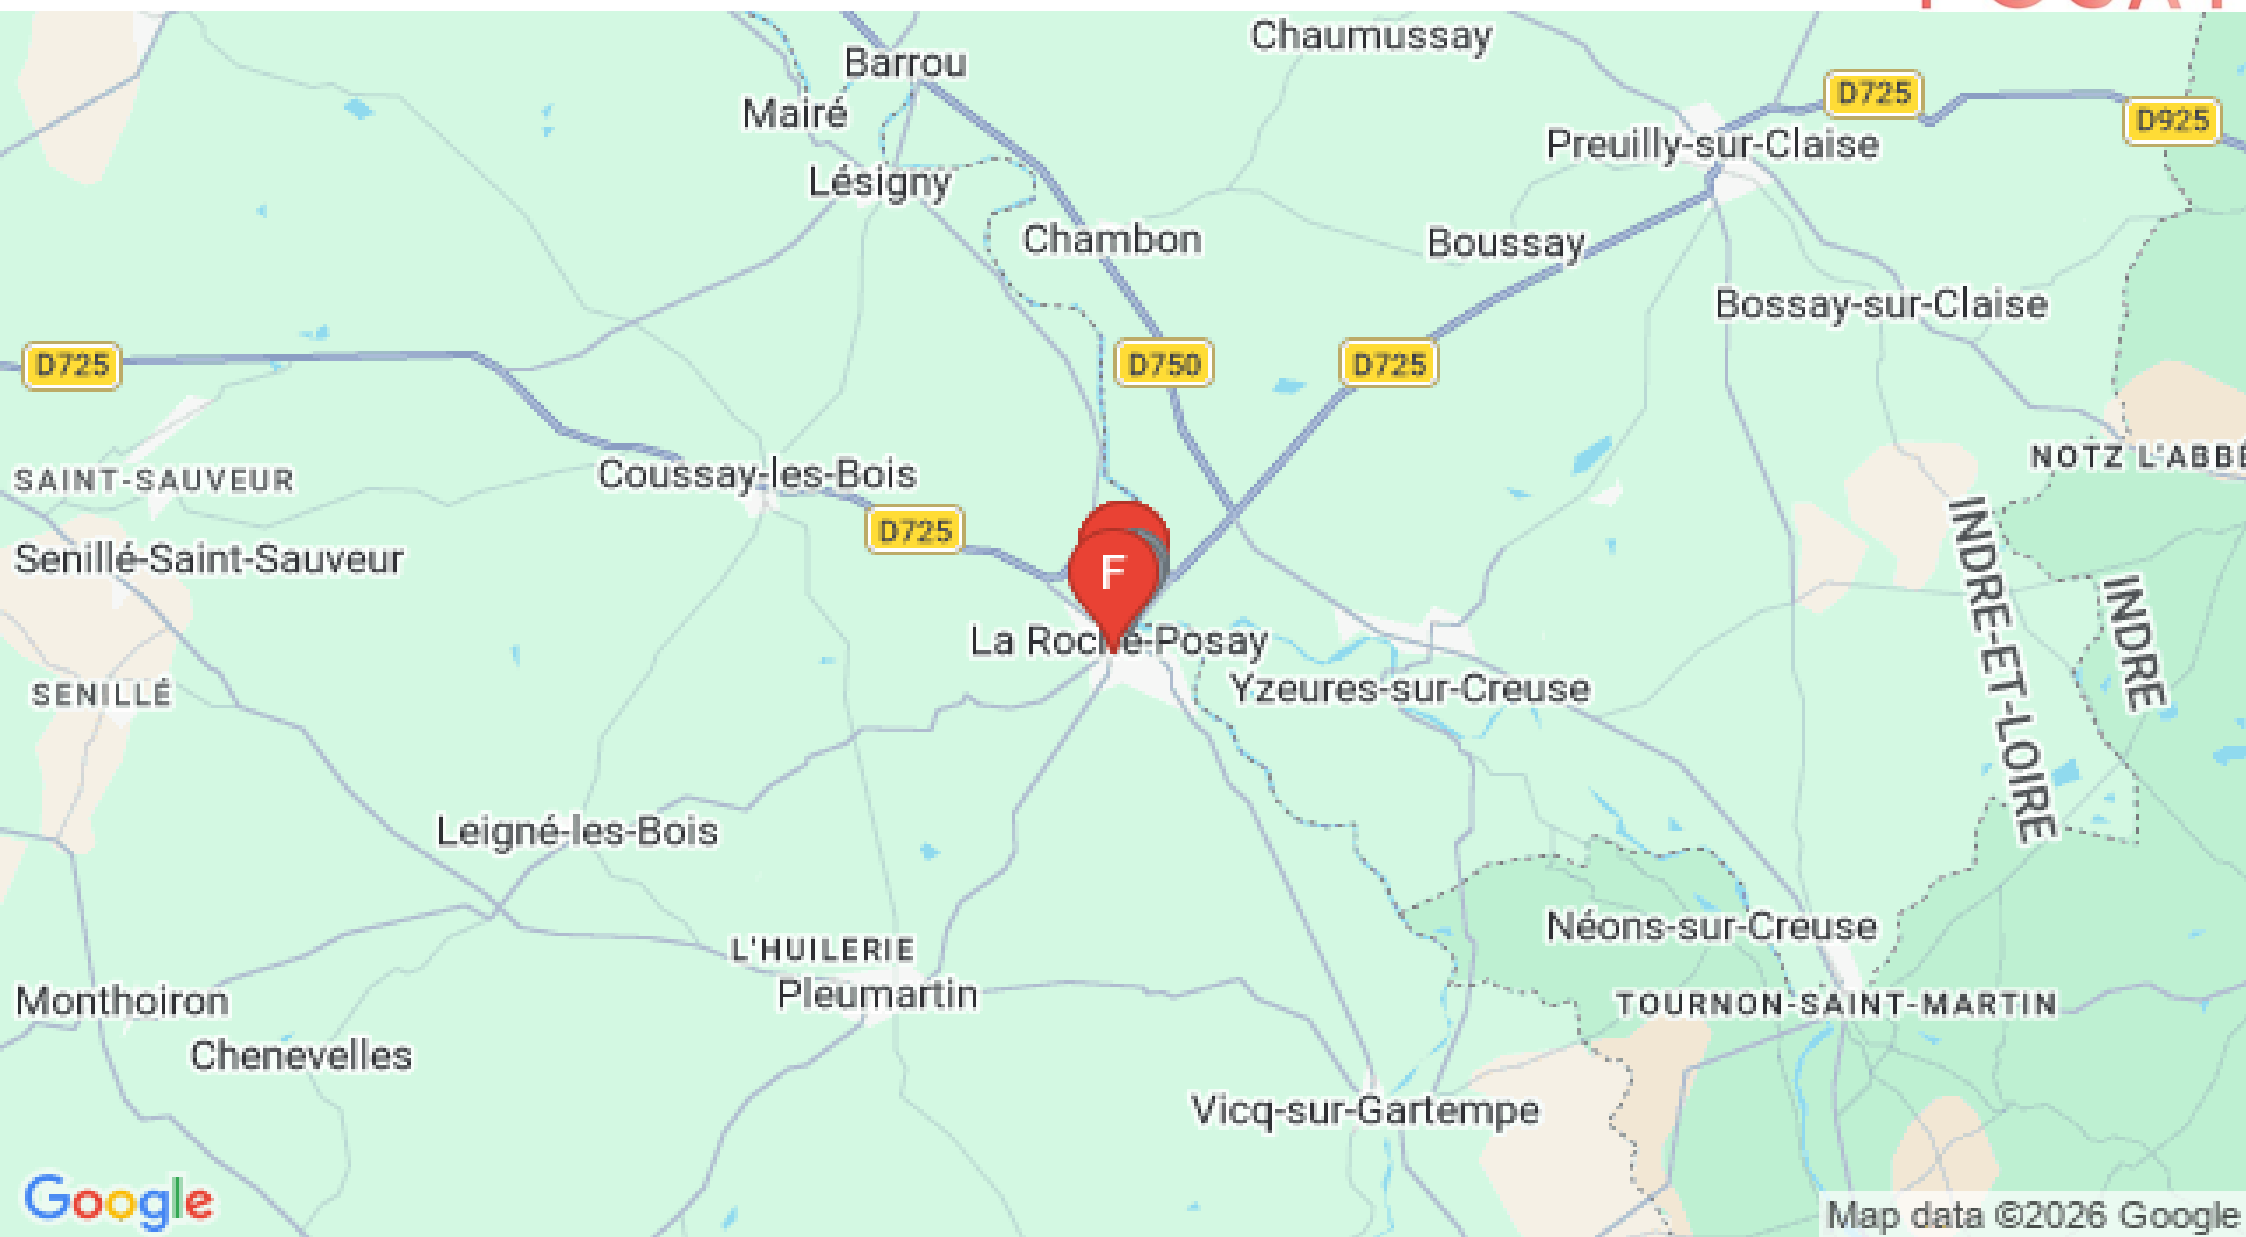 Chaumussay
Barrou
D725
Mairé
D925
Preuilly-sur-Claise
Lésigny
Chambon
Boussay
Bossay-sur-Claise
D725
D750
D725
NOTZ L'ABBÉ
Coussay-les-Bois
SAINT-SAUVEUR
D725
Senillé-Saint-Sauveur
F
INDRE-ET-LOIRE
INDRE
La Roche-Posay
Yzeures-sur-Creuse
SENILLÉ
Leigné-les-Bois
Néons-sur-Creuse
L'HUILERIE
Pleumartin
Monthoiron
TOURNON-SAINT-MARTIN
Chenevelles
Vicq-sur-Gartempe
Google
Map data ©2026 Google